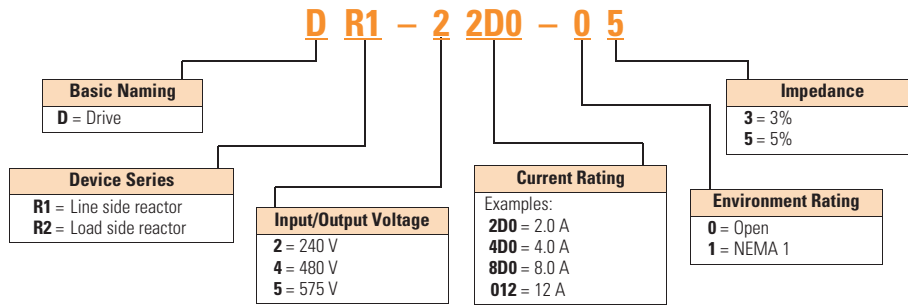 D R1 – 2 2D0 – 0 5
Basic Naming
D = Drive
Device Series
R1 = Line side reactor
R2 = Load side reactor
Input/Output Voltage
2 = 240 V
4 = 480 V
5 = 575 V
Current Rating
Examples:
2D0 = 2.0 A
4D0 = 4.0 A
8D0 = 8.0 A
012 = 12 A
Impedance
3 = 3%
5 = 5%
Environment Rating
0 = Open
1 = NEMA 1